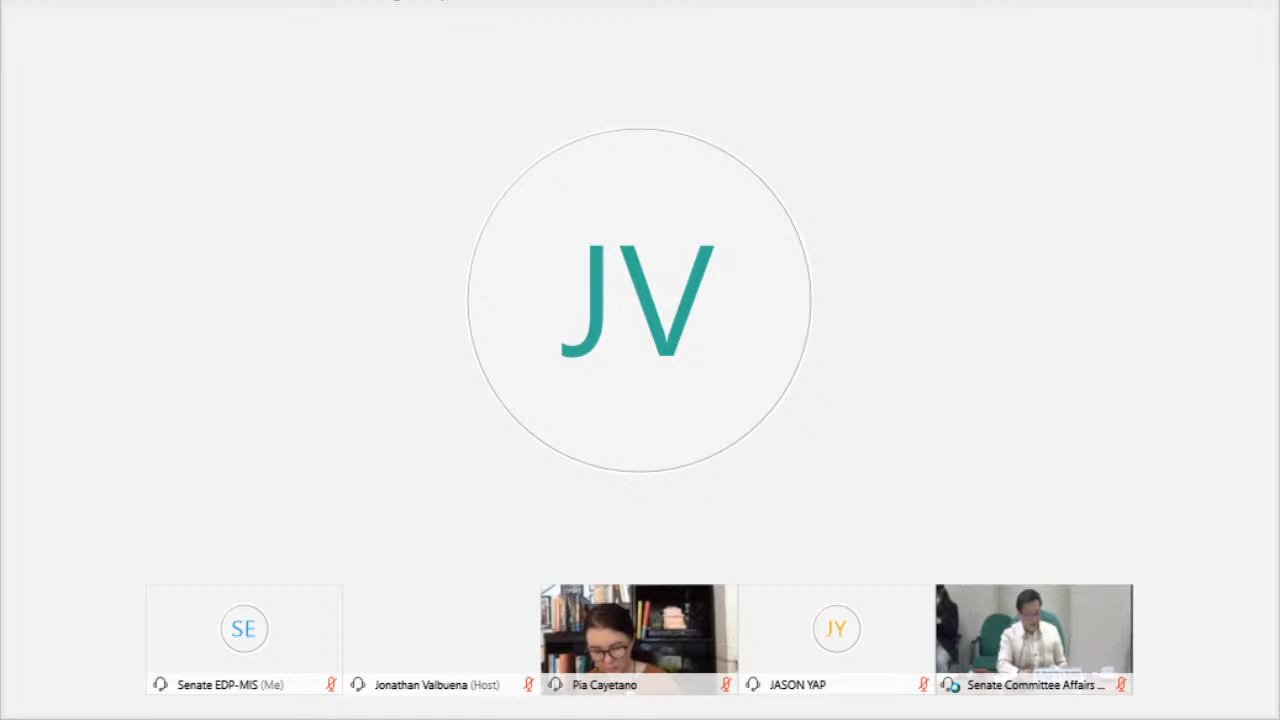 JV
SE
Senate EDP-MIS (Me)
Jonathan Valbuena (Host)
Pia Cayetano
JY
JASON YAP
Senate Committee Affairs ...